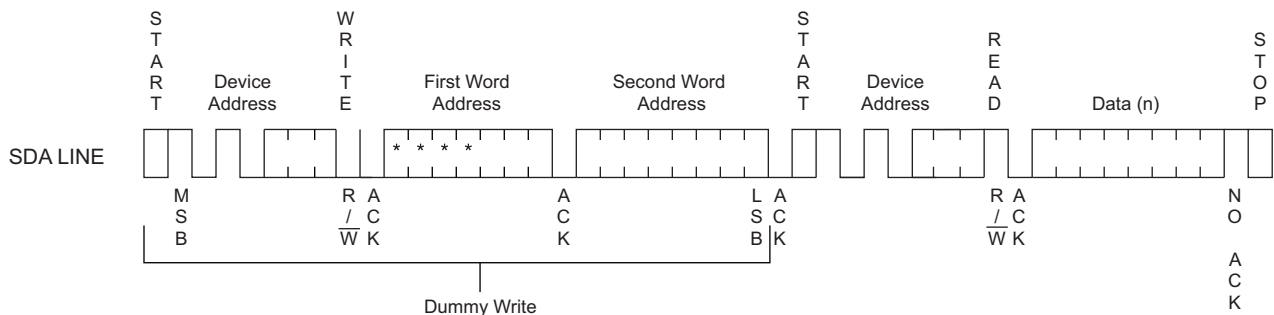 START
WRITE
START
READ
STOP
Device
Address
First Word
Address
Second Word
Address
Device
Address
Data (n)
SDA LINE
* * * *
MSB
R/W
ACK
ACK
LSB
ACK
R/W
ACK
NO ACK
Dummy Write